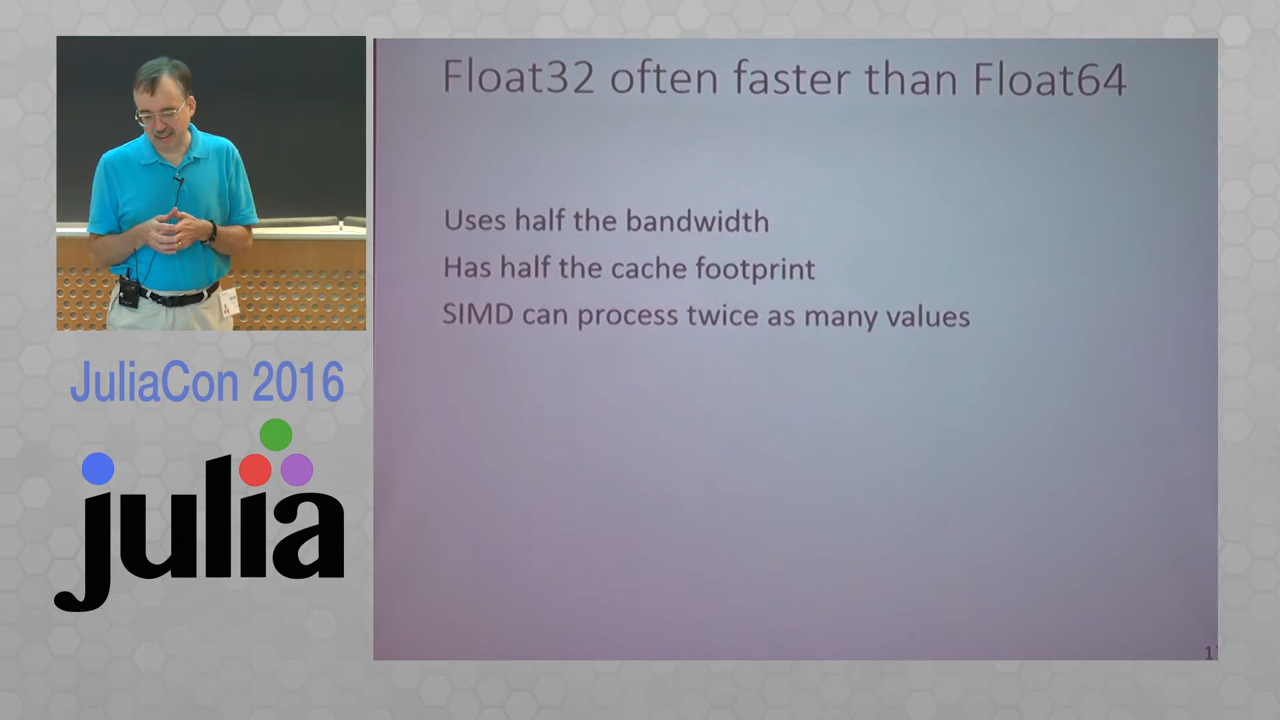 Float32 often faster than Float64
Uses half the bandwidth
Has half the cache footprint
SIMD can process twice as many values
JuliaCon 2016
julia